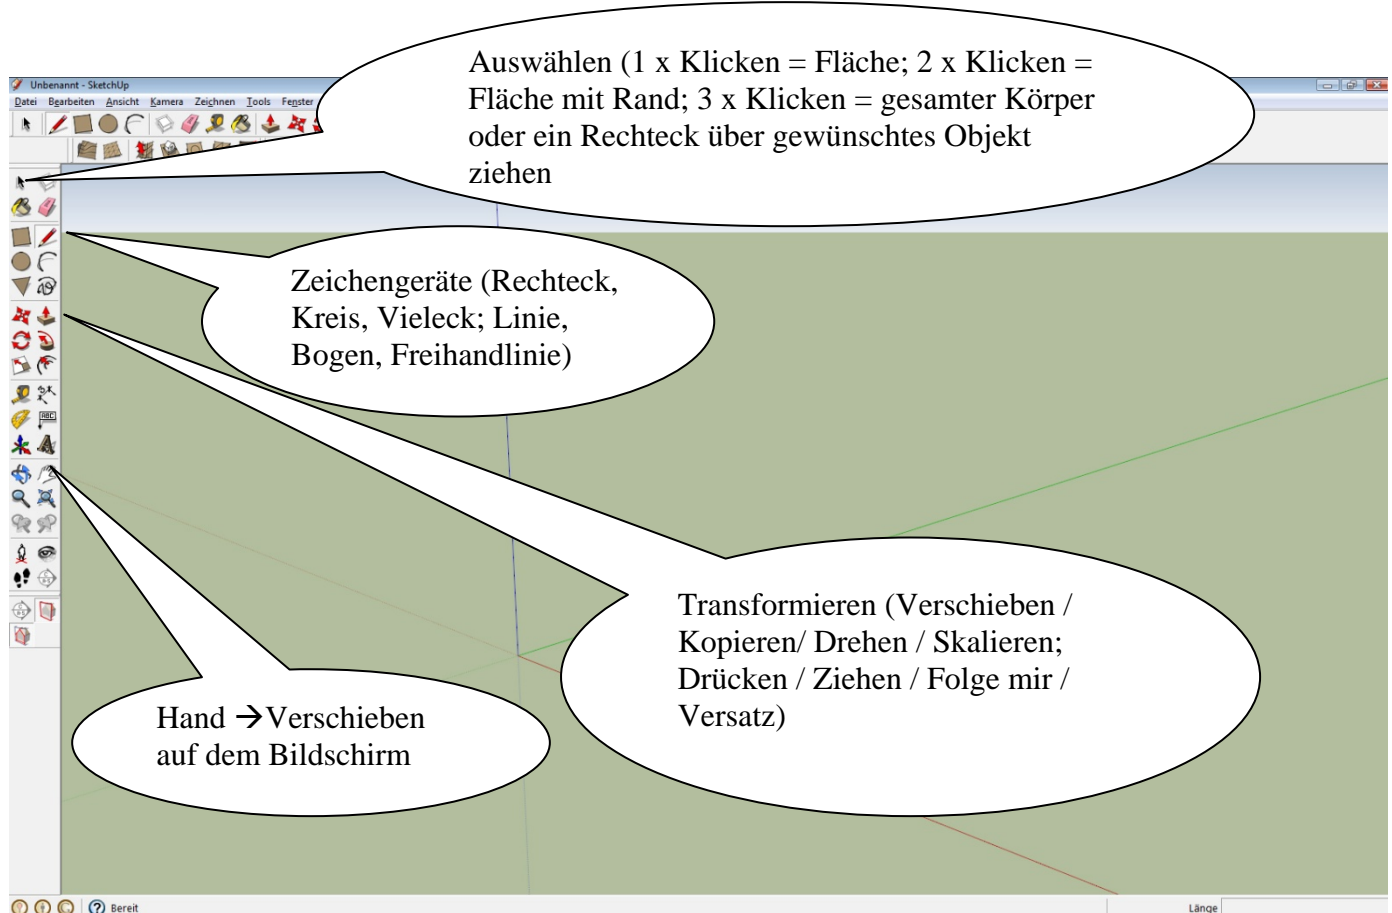 Auswählen (1 x Klicken = Fläche; 2 x Klicken =
Fläche mit Rand; 3 x Klicken = gesamter Körper
oder ein Rechteck über gewünschtes Objekt
ziehen
Unbenannt - SketchUp
Datei Bearbeiten Ansicht Kamera Zeichnen Tools Fenster
Zeichengeräte (Rechteck,
Kreis, Vieleck; Linie,
Bogen, Freihandlinie)
ABC
Transformieren (Verschieben /
Kopieren/ Drehen / Skalieren;
Drücken / Ziehen / Folge mir /
Versatz)
Hand →Verschieben
auf dem Bildschirm
Bereit
Länge